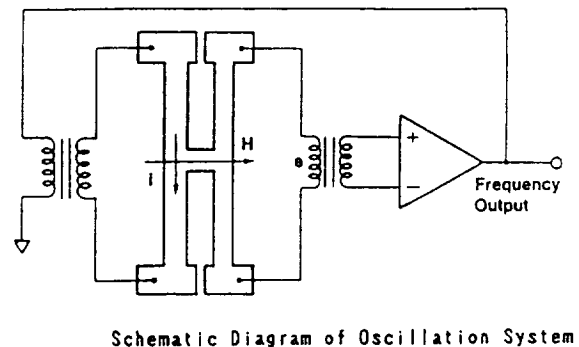 H
i
e
+
−
Frequency
Output
Schematic Diagram of Oscillation System